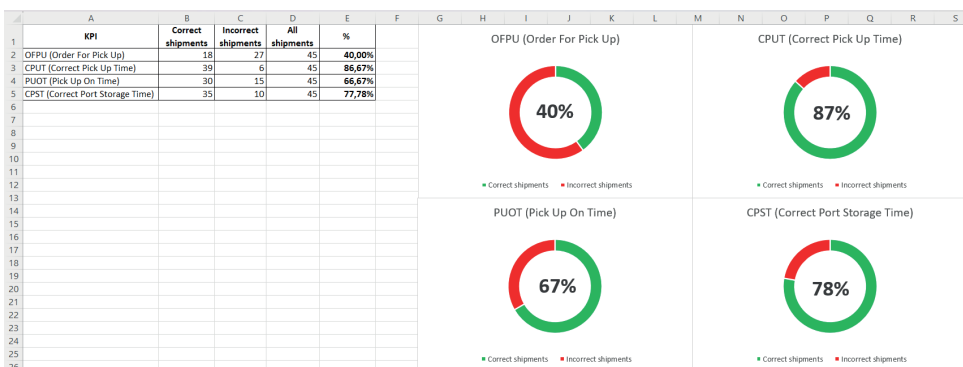 A B C D E F G H I J K L M N O P Q R S
1 KPI Correct shipments Incorrect shipments All shipments %
2 OFPU (Order For Pick Up) 18 27 45 40,00%
3 CPUT (Correct Pick Up Time) 39 6 45 86,67%
4 PUOT (Pick Up On Time) 30 15 45 66,67%
5 CPST (Correct Port Storage Time) 35 10 45 77,78%
6
7
8
9
10
11
12
13
14
15
16
17
18
19
20
21
22
23
24
25
26
OFPU (Order For Pick Up)
40%
Correct shipments Incorrect shipments
CPUT (Correct Pick Up Time)
87%
Correct shipments Incorrect shipments
PUOT (Pick Up On Time)
67%
Correct shipments Incorrect shipments
CPST (Correct Port Storage Time)
78%
Correct shipments Incorrect shipments